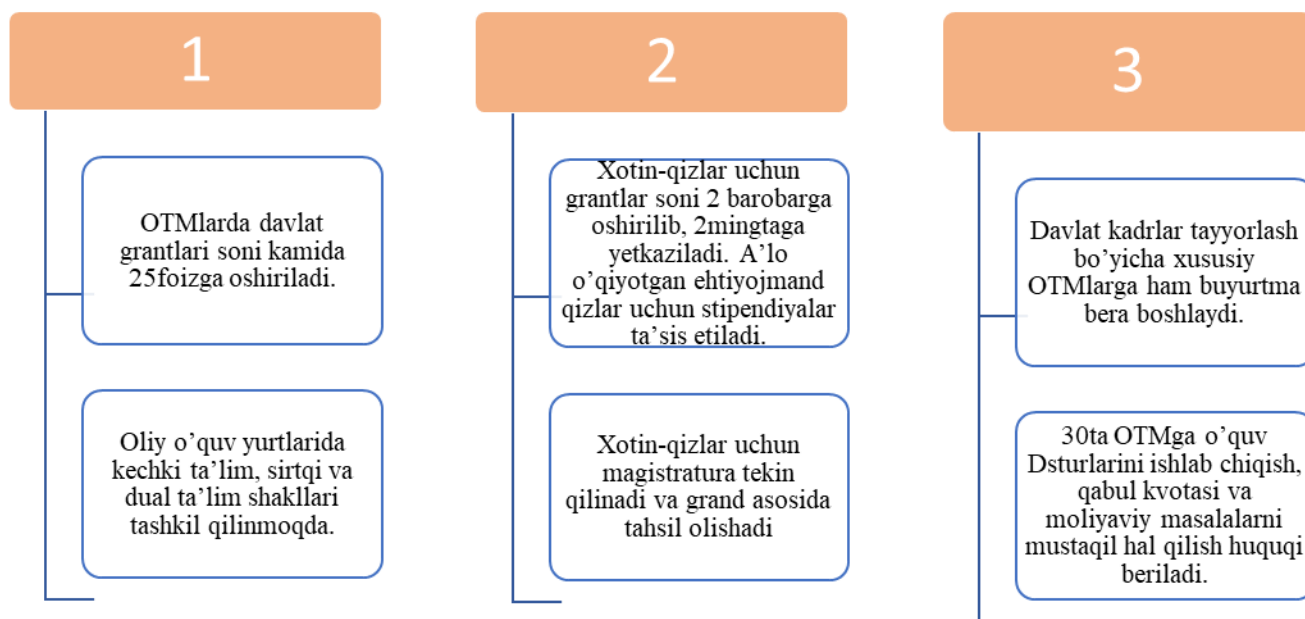 1
OTMlarda davlat
grantlari soni kamida
25foizga oshiriladi.
Oliy o’quv yurtlarida
kechki ta’lim, sirtqi va
dual ta’lim shakllari
tashkil qilinmoqda.
2
Xotin-qizlar uchun
grantlar soni 2 barobarga
oshirilib, 2mingtaga
yetkaziladi. A’lo
o’qiyotgan ehtiyojmand
qizlar uchun stipendiyalar
ta’sis etiladi.
Xotin-qizlar uchun
magistratura tekin
qilinadi va grand asosida
tahsil olishadi
3
Davlat kadrlar tayyorlash
bo’yicha xususiy
OTMlarga ham buyurtma
bera boshlaydi.
30ta OTMga o’quv
Dsturlarini ishlab chiqish,
qabul kvotasi va
moliyaviy masalalarni
mustaqil hal qilish huquqi
beriladi.